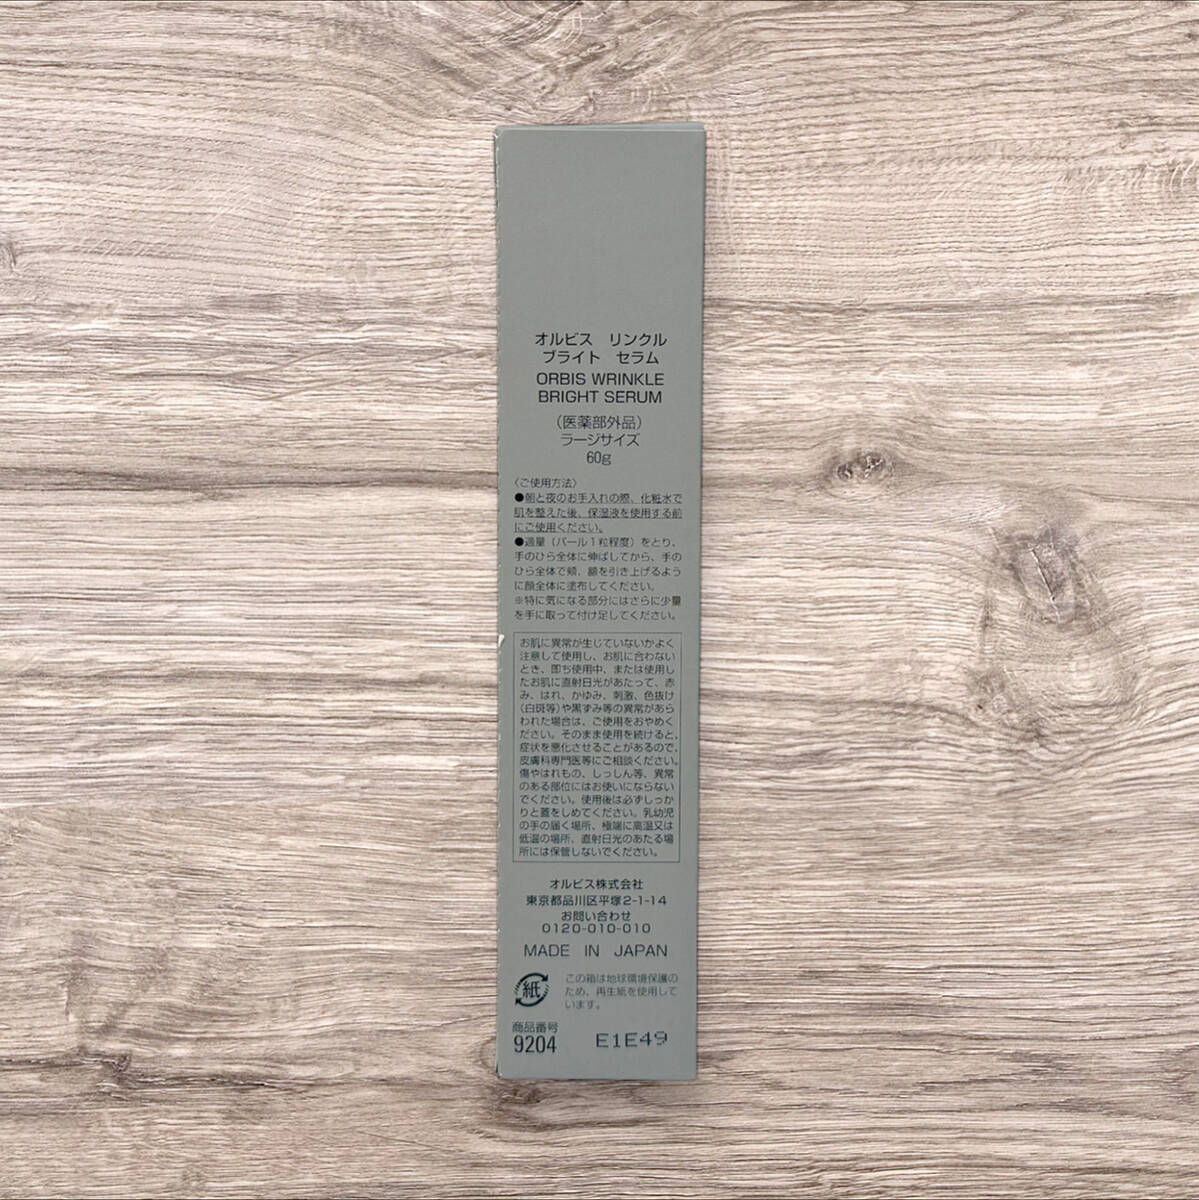 オルビス リンクル
ブライト セラム
ORBIS WRINKLE
BRIGHT SERUM
(医薬部外品)
ラージサイズ
60g
〈ご使用方法〉
●朝と夜のお手入れの際、化粧水で
肌を整えた後、保湿液を使用する前
にご使用ください。
●適量（パール1粒程度）をとり、
手のひら全体に伸ばしてから、手の
ひら全体で頬、額を引き上げるよう
に顔全体に塗布してください。
※特に気になる部分にはさらに少量
を手に取って付け足してください。
お肌に異常が生じていないかよく
注意して使用し、お肌に合わない
とき、即ち使用中、または使用し
たお肌に直射日光があたって、赤
み、はれ、かゆみ、刺激、色抜け
(白斑等)や黒ずみ等の異常があら
われた場合は、ご使用をおやめく
ださい。そのまま使用を続けると、
症状を悪化させることがあるので、
皮膚科専門医等にご相談ください。
傷やはれもの、しっしん等、異常
のある部位にはお使いにならない
でください。使用後は必ずしっか
りと蓋をしめてください。乳幼児
の手の届く場所、極端に高温又は
低温の場所、直射日光のあたる場
所には保管しないでください。
オルビス株式会社
東京都品川区平塚2-1-14
お問い合わせ
0120-010-010
MADE IN JAPAN
紙
この箱は地球環境保護の
ため、再生紙を使用して
います。
商品番号
9204
E1E49